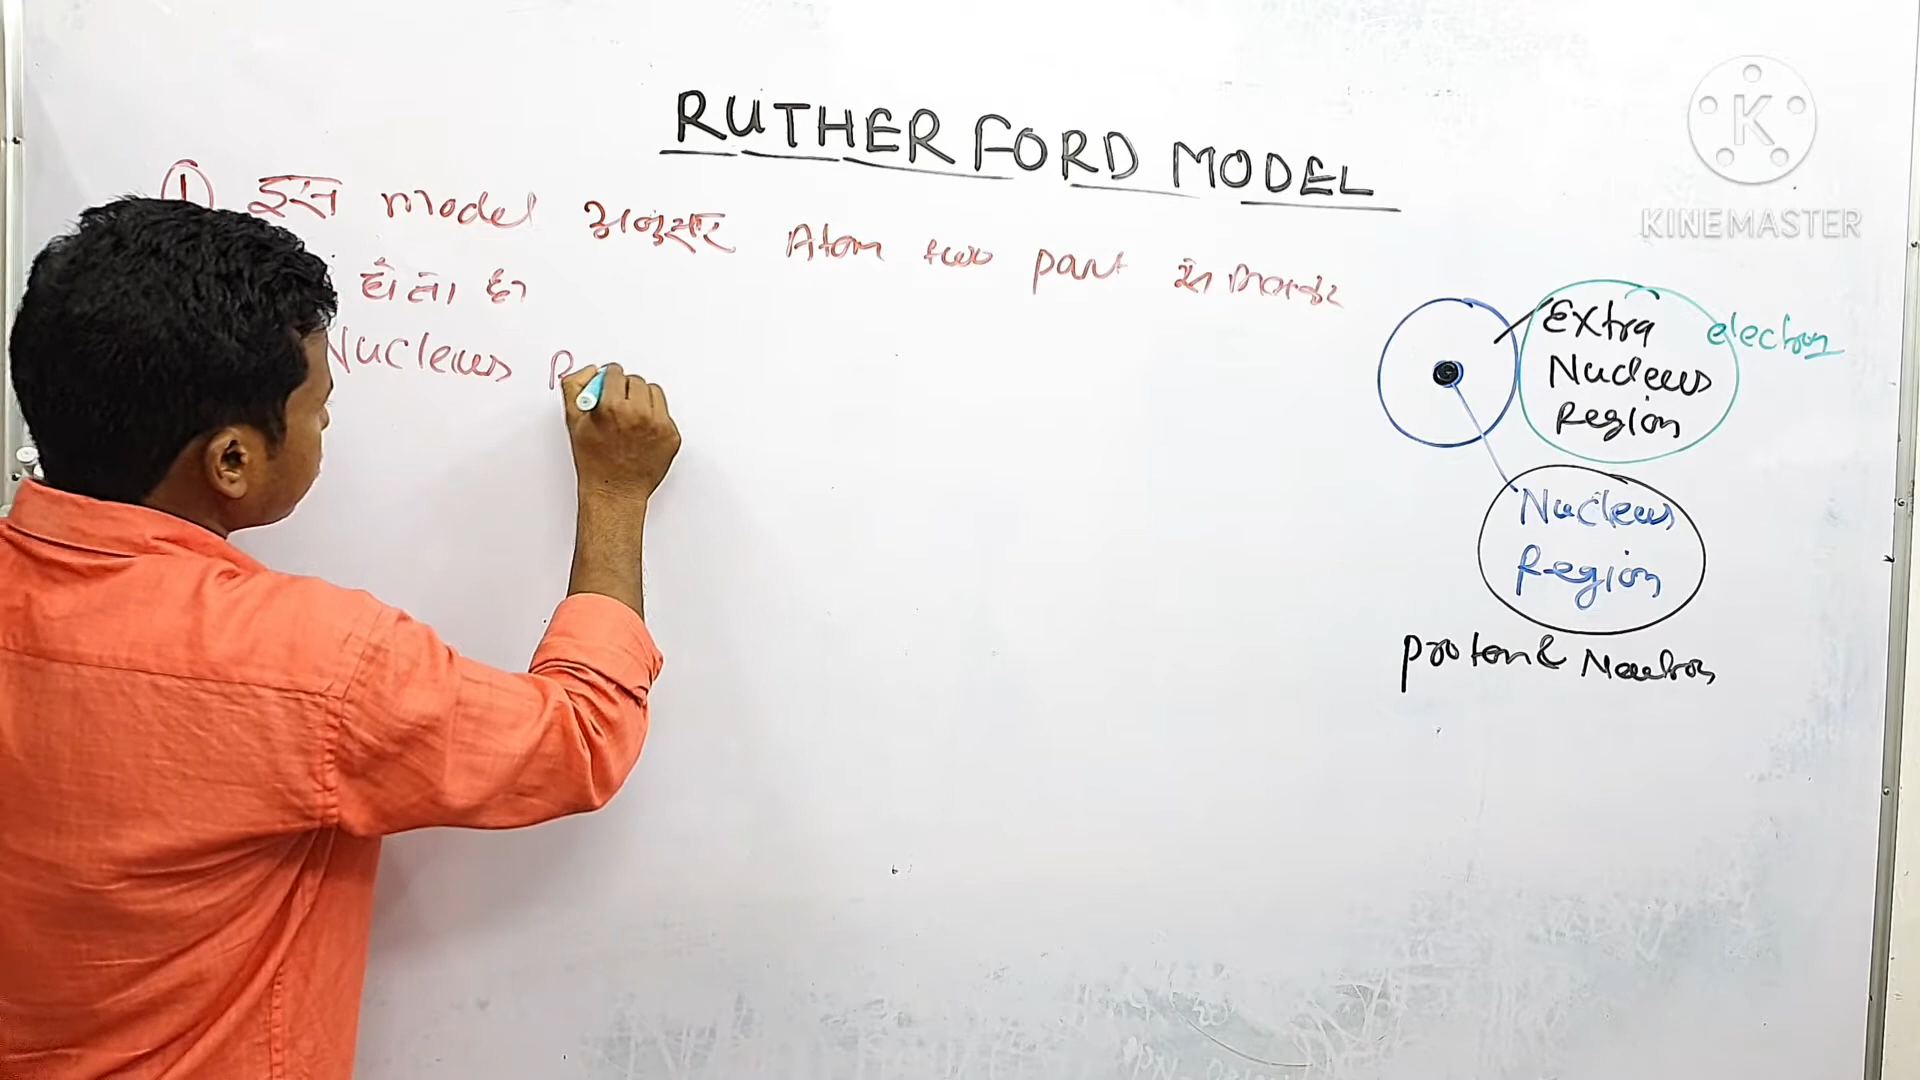 RUTHERFORD MODEL
① इस model अनुसार Atom two part में
होता है
Nucleus R
Extra
Nucleus
Region
electron
Nucleus
Region
proton & Neutron
K
KINEMASTER